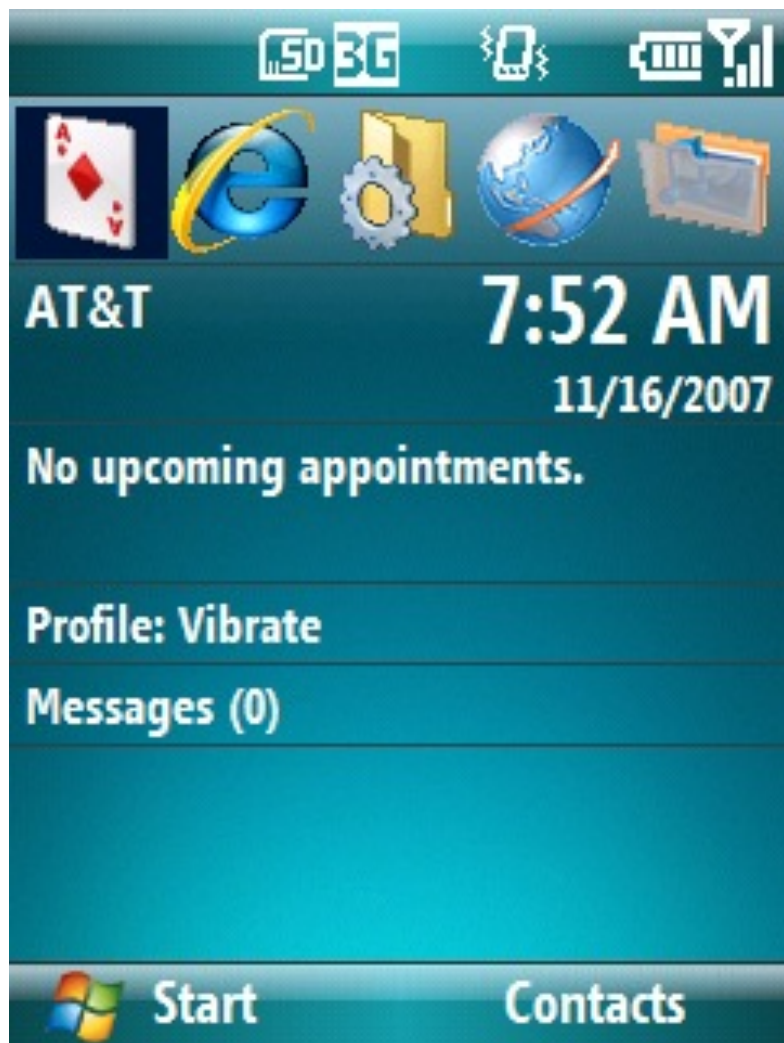 SD 3G
A
A
AT&T
7:52 AM
11/16/2007
No upcoming appointments.
Profile: Vibrate
Messages (0)
Start Contacts